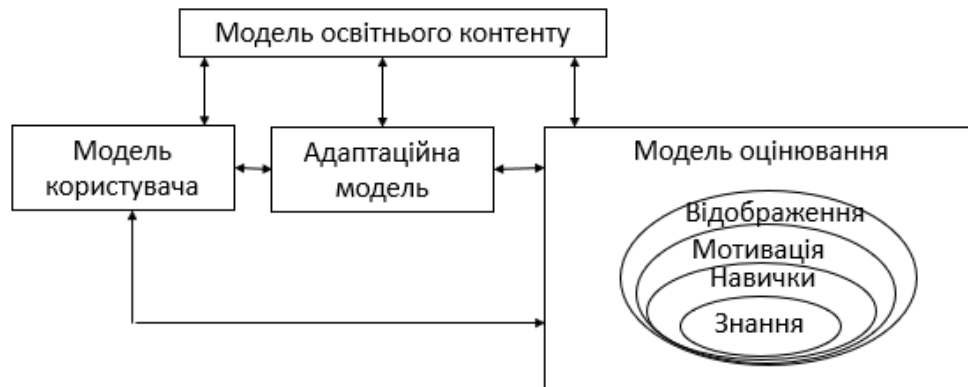 Модель освітнього контенту
Модель
користувача
Адаптаційна
модель
Модель оцінювання
Відображення
Мотивація
Навички
Знання